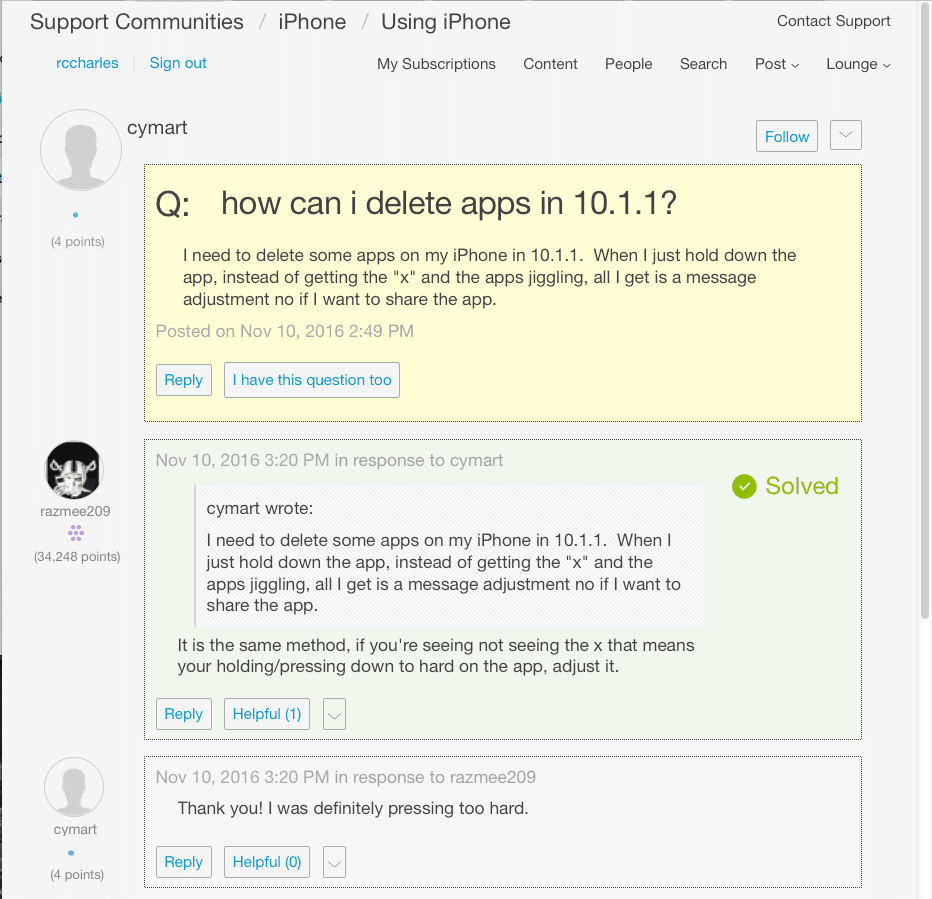 Support Communities / iPhone / Using iPhone
Contact Support
rccharles | Sign out
My Subscriptions Content People Search Post Lounge
cymart
Follow
(4 points)
Q: how can i delete apps in 10.1.1?
I need to delete some apps on my iPhone in 10.1.1. When I just hold down the
app, instead of getting the "x" and the apps jiggling, all I get is a message
adjustment no if I want to share the app.
Posted on Nov 10, 2016 2:49 PM
Reply I have this question too
razmee209
(34,248 points)
Nov 10, 2016 3:20 PM in response to cymart
Solved
cymart wrote:
I need to delete some apps on my iPhone in 10.1.1. When I
just hold down the app, instead of getting the "x" and the
apps jiggling, all I get is a message adjustment no if I want to
share the app.
It is the same method, if you're seeing not seeing the x that means
your holding/pressing down to hard on the app, adjust it.
Reply Helpful (1)
cymart
(4 points)
Nov 10, 2016 3:20 PM in response to razmee209
Thank you! I was definitely pressing too hard.
Reply Helpful (0)